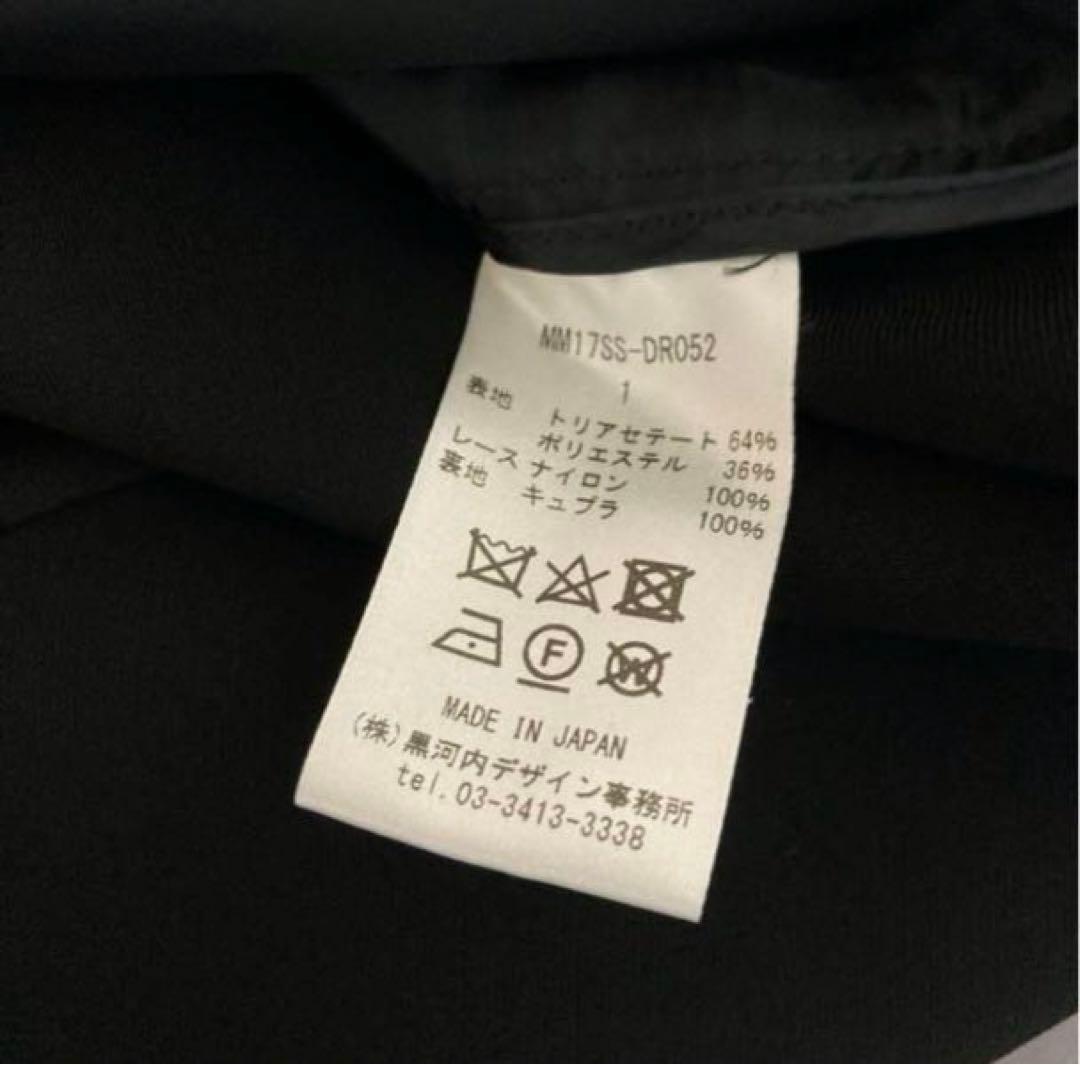 MM17SS-DR052
1
表地 トリアセテート 64%
ポリエステル 36%
レース ナイロン 100%
裏地 キュプラ 100%
F W
MADE IN JAPAN
(株)黒河内デザイン事務所
tel.03-3413-3338